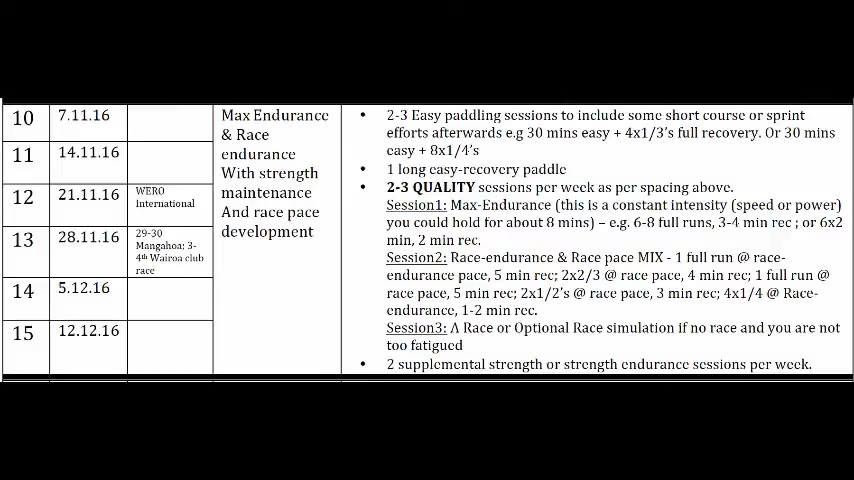 10 7.11.16
11 14.11.16
12 21.11.16 WERO
International
13 28.11.16 29-30
Mangahoa; 3-
4th Wairoa club
race
14 5.12.16
15 12.12.16
Max Endurance
& Race
endurance
With strength
maintenance
And race pace
development
• 2-3 Easy paddling sessions to include some short course or sprint
efforts afterwards e.g 30 mins easy + 4x1/3's full recovery. Or 30 mins
easy + 8x1/4's
• 1 long easy-recovery paddle
• 2-3 QUALITY sessions per week as per spacing above.
Session1: Max-Endurance (this is a constant intensity (speed or power)
you could hold for about 8 mins) – e.g. 6-8 full runs, 3-4 min rec ; or 6x2
min, 2 min rec.
Session2: Race-endurance & Race pace MIX - 1 full run @ race-
endurance pace, 5 min rec; 2x2/3 @ race pace, 4 min rec; 1 full run @
race pace, 5 min rec; 2x1/2's @ race pace, 3 min rec; 4x1/4 @ Race-
endurance, 1-2 min rec.
Session3: A Race or Optional Race simulation if no race and you are not
too fatigued
• 2 supplemental strength or strength endurance sessions per week.